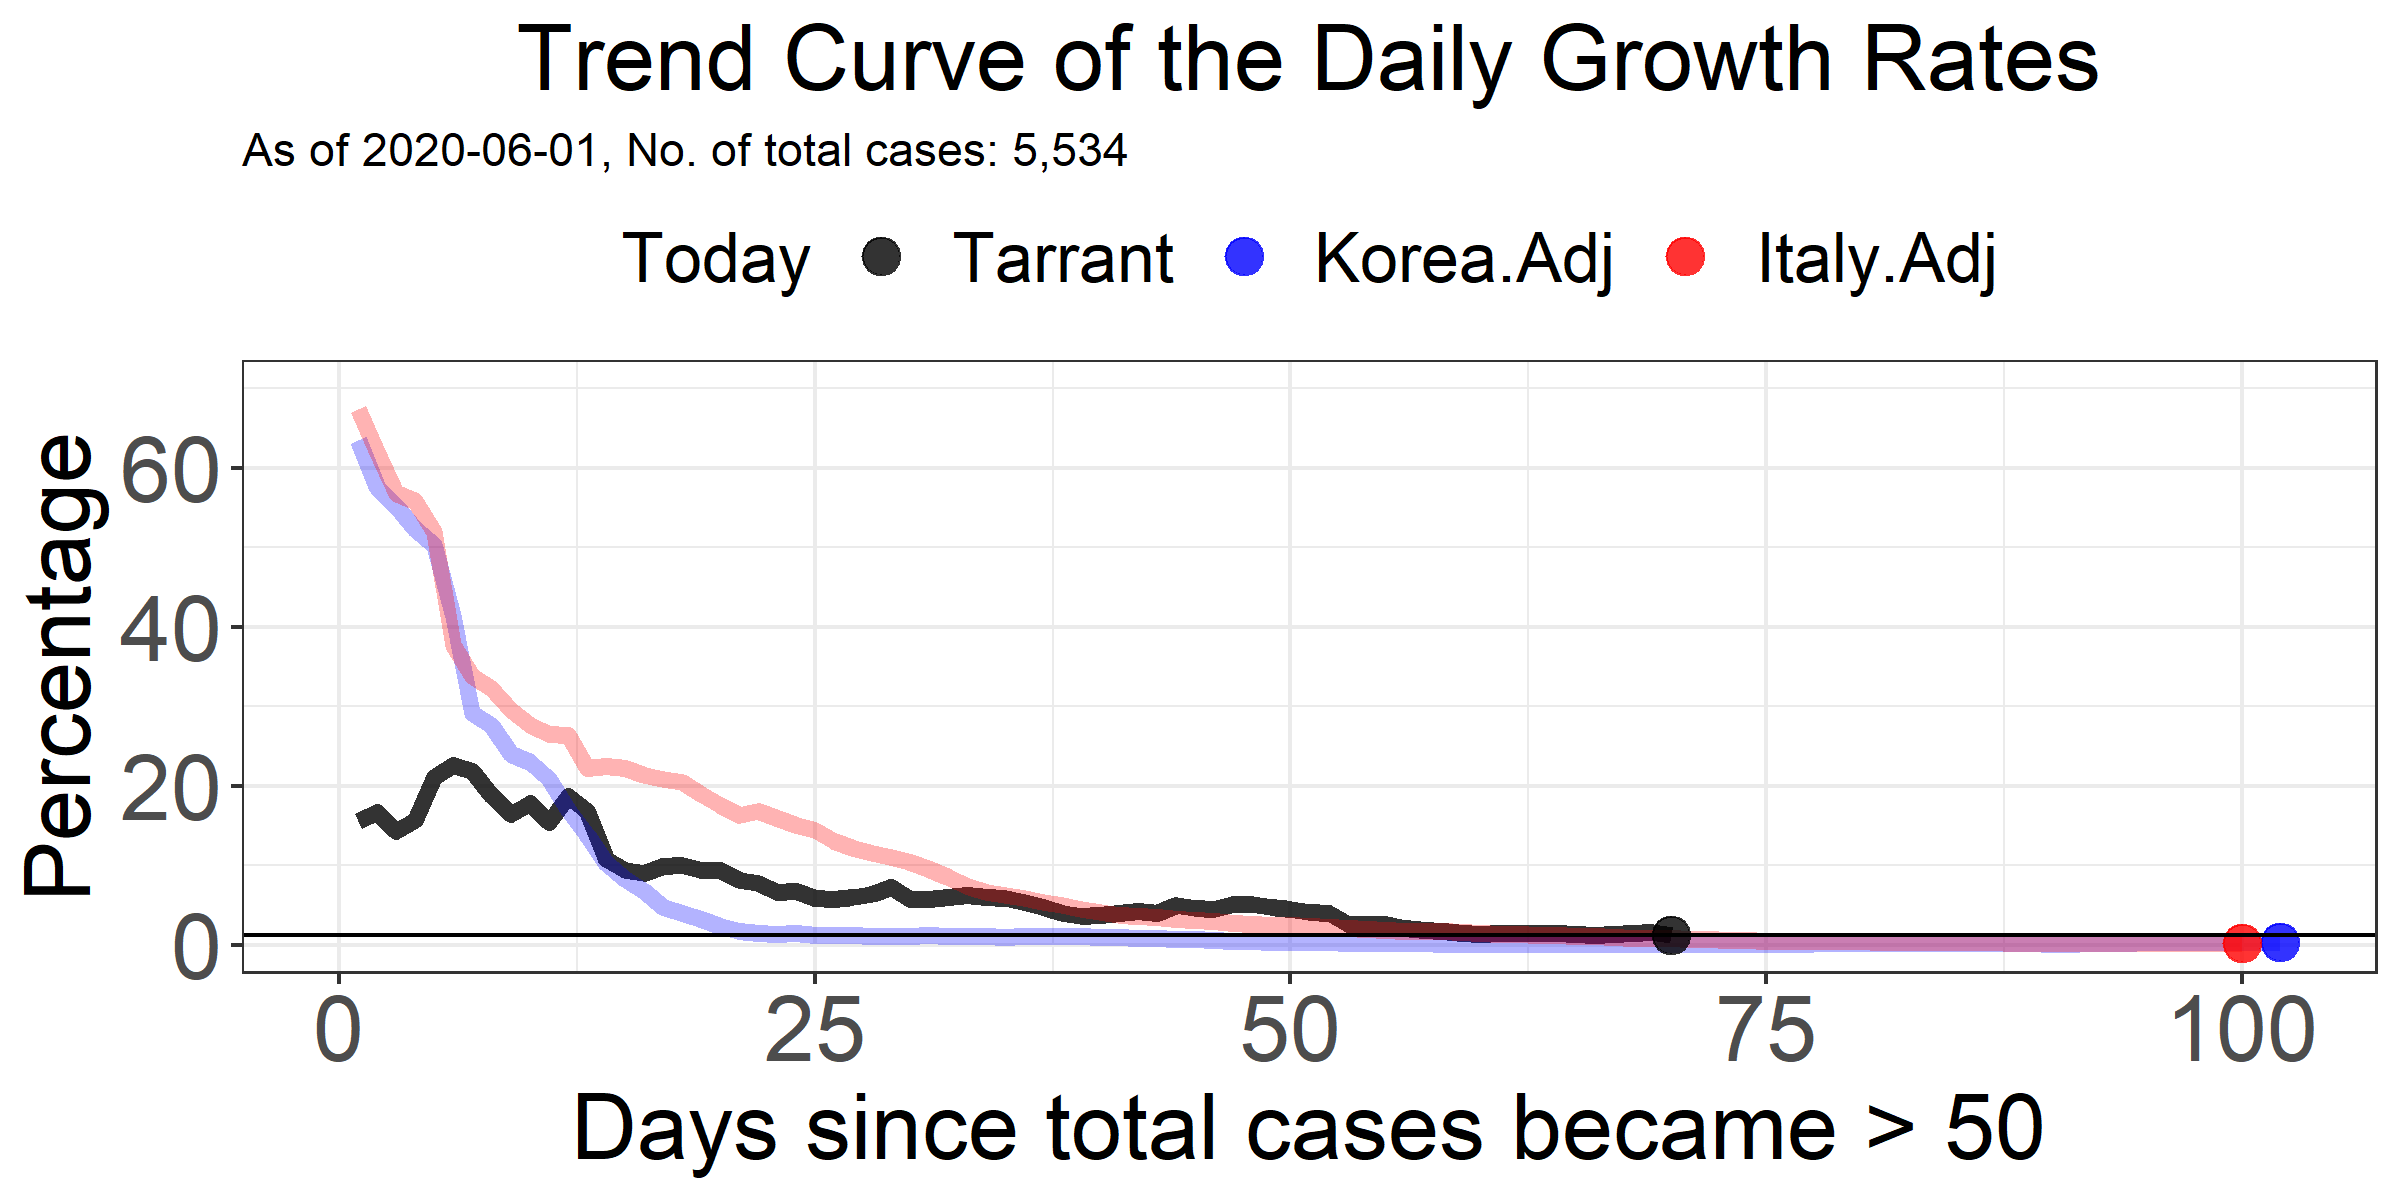 Trend Curve of the Daily Growth Rates
As of 2020-06-01, No. of total cases: 5,534
Today Tarrant Korea.Adj Italy.Adj
Percentage
60
40
20
0
0 25 50 75 100
Days since total cases became > 50